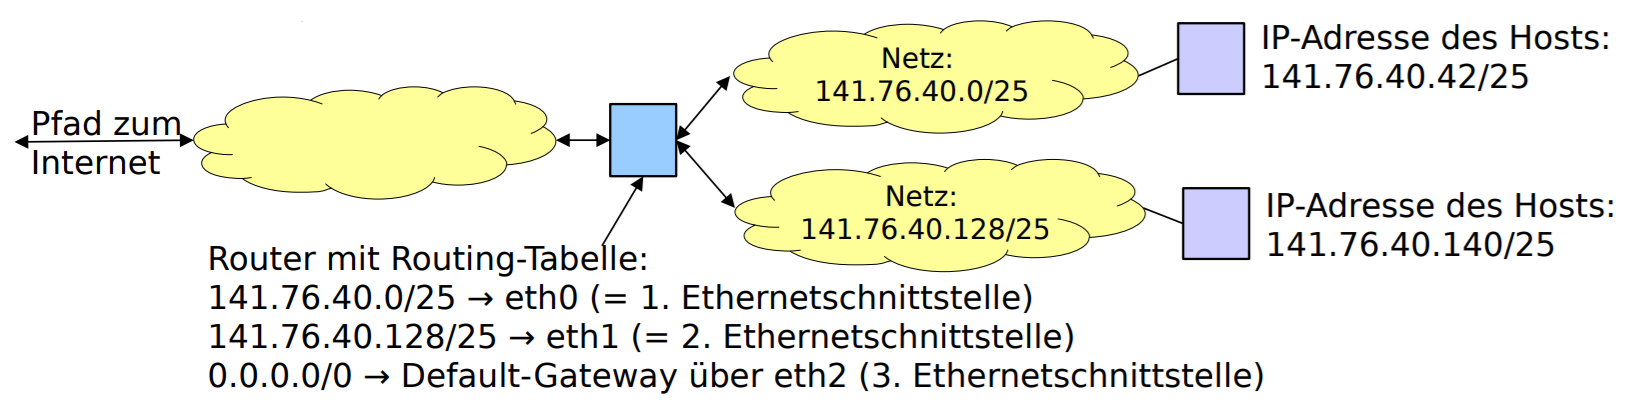 Pfad zum
Internet
Netz:
141.76.40.0/25
IP-Adresse des Hosts:
141.76.40.42/25
Netz:
141.76.40.128/25
IP-Adresse des Hosts:
141.76.40.140/25
Router mit Routing-Tabelle:
141.76.40.0/25 → eth0 (= 1. Ethernetschnittstelle)
141.76.40.128/25 → eth1 (= 2. Ethernetschnittstelle)
0.0.0.0/0 → Default-Gateway über eth2 (3. Ethernetschnittstelle)